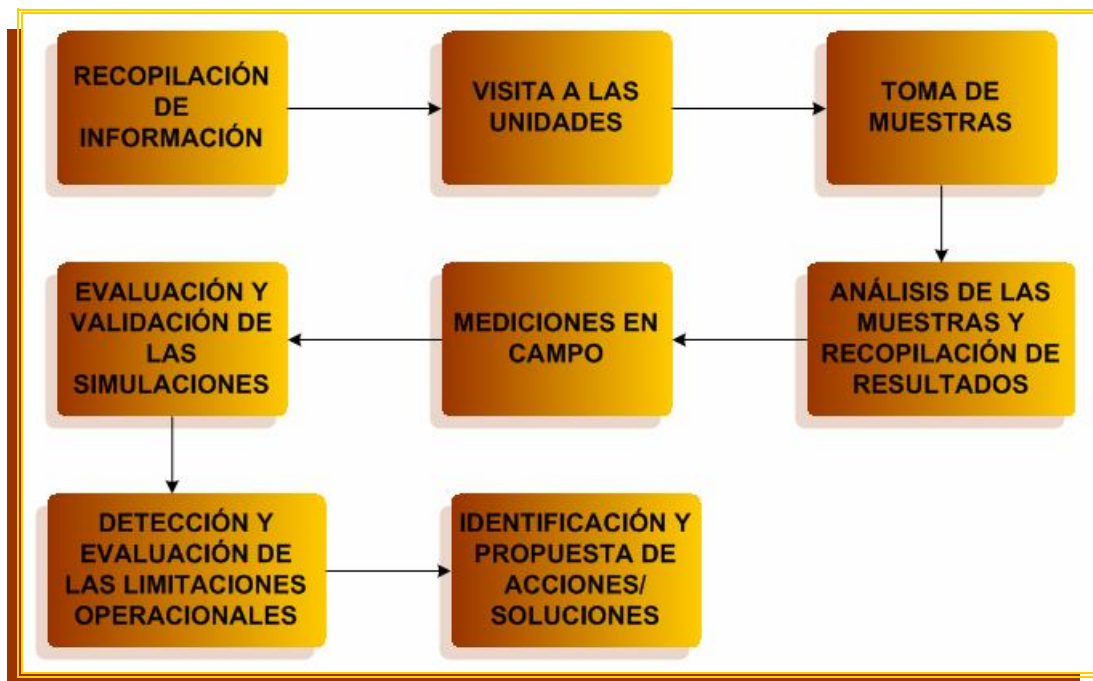 RECOPILACIÓN
DE
INFORMACIÓN
VISITA A LAS
UNIDADES
TOMA DE
MUESTRAS
ANÁLISIS DE LAS
MUESTRAS Y
RECOPILACIÓN DE
RESULTADOS
MEDICIONES EN
CAMPO
EVALUACIÓN Y
VALIDACIÓN DE
LAS
SIMULACIONES
DETECCIÓN Y
EVALUACIÓN DE
LAS LIMITACIONES
OPERACIONALES
IDENTIFICACIÓN Y
PROPUESTA DE
ACCIONES/
SOLUCIONES